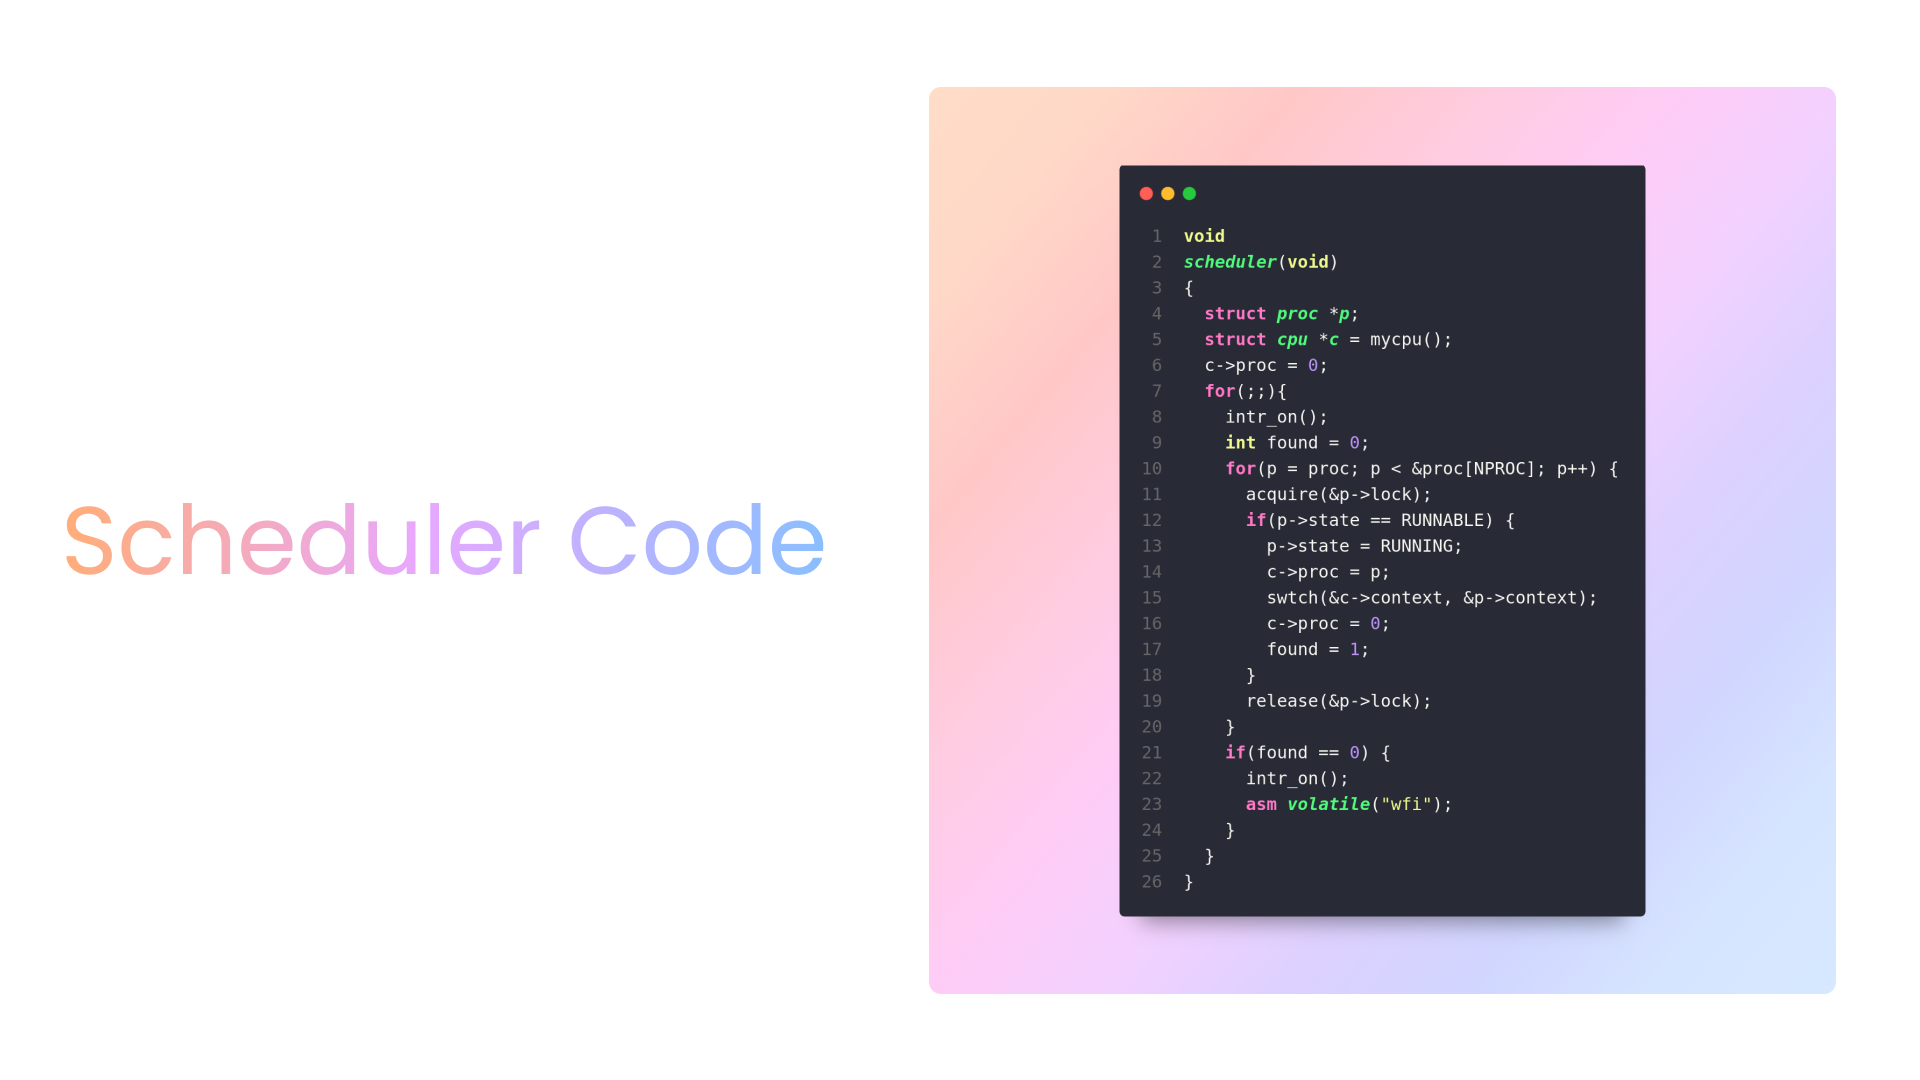 Scheduler Code
1 void
2 scheduler(void)
3 {
4   struct proc *p;
5   struct cpu *c = mycpu();
6   c->proc = 0;
7   for(;;){
8     intr_on();
9     int found = 0;
10     for(p = proc; p < &proc[NPROC]; p++) {
11       acquire(&p->lock);
12       if(p->state == RUNNABLE) {
13         p->state = RUNNING;
14         c->proc = p;
15         swtch(&c->context, &p->context);
16         c->proc = 0;
17         found = 1;
18       }
19       release(&p->lock);
20     }
21     if(found == 0) {
22       intr_on();
23       asm volatile("wfi");
24     }
25   }
26 }